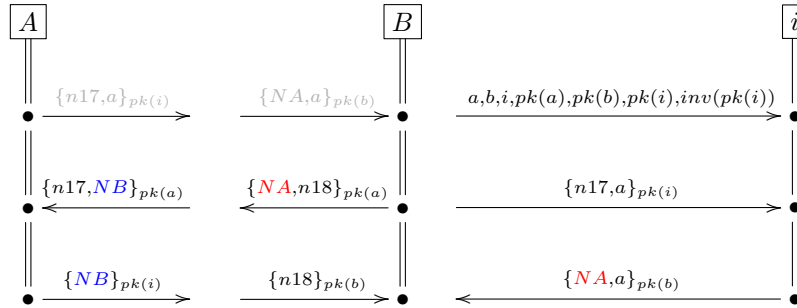 A B i
{n17,a}pk(i) {NA,a}pk(b) a,b,i,pk(a),pk(b),pk(i),inv(pk(i))
{n17,NB}pk(a) {NA,n18}pk(a) {n17,a}pk(i)
{NB}pk(i) {n18}pk(b) {NA,a}pk(b)